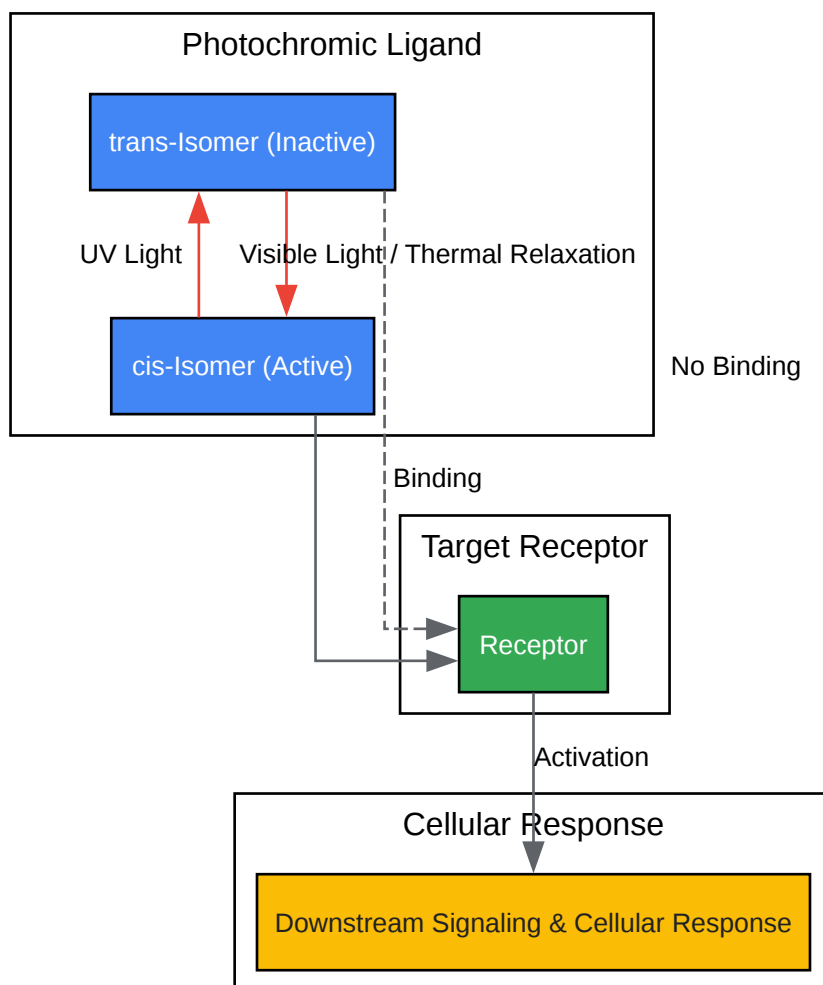 Photochromic Ligand
trans-Isomer (Inactive)
UV Light
Visible Light / Thermal Relaxation
cis-Isomer (Active)
No Binding
Binding
Target Receptor
Receptor
Activation
Cellular Response
Downstream Signaling & Cellular Response